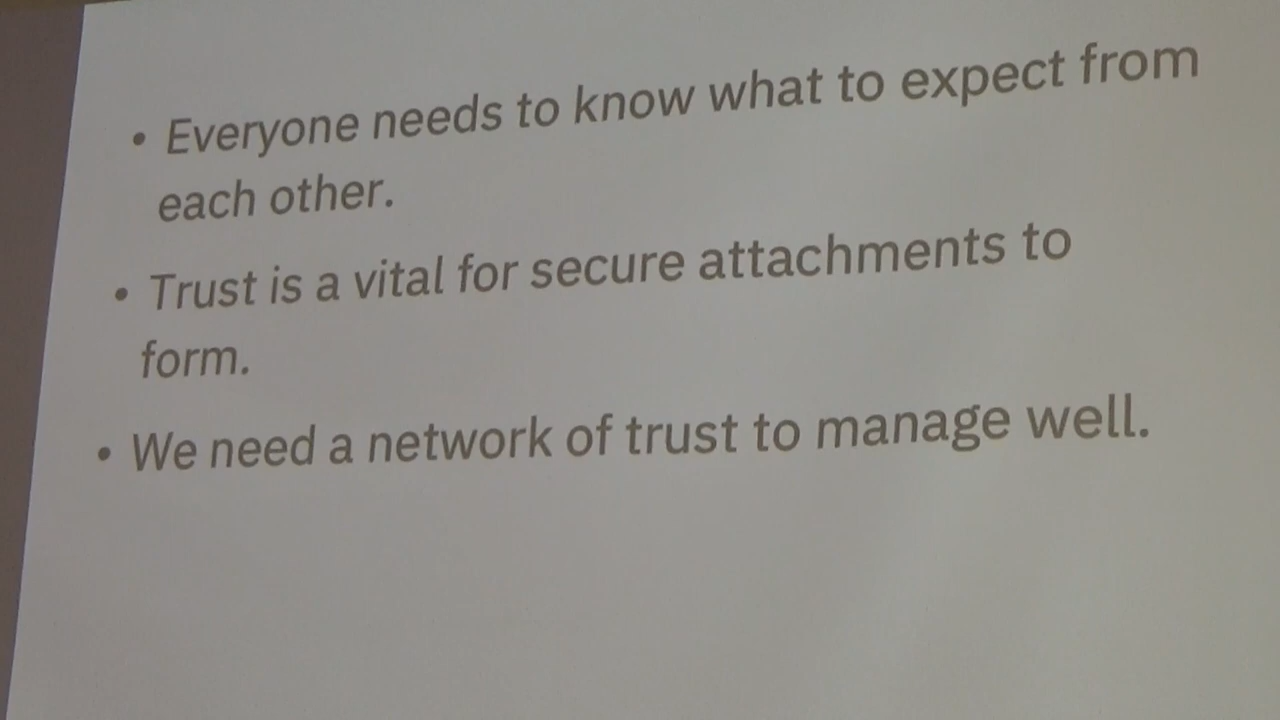 • Everyone needs to know what to expect from
each other.
• Trust is a vital for secure attachments to
form.
• We need a network of trust to manage well.